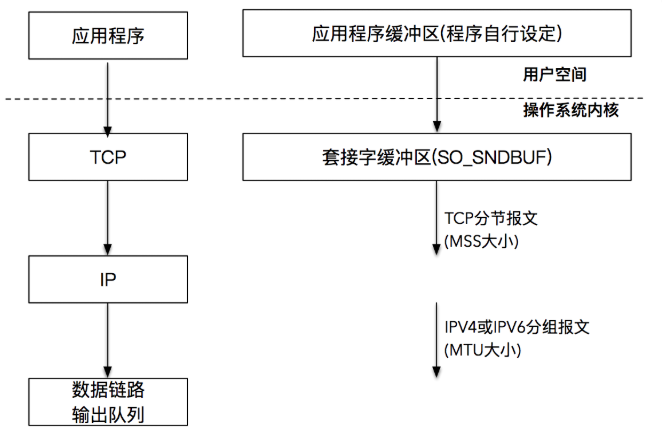 应用程序
应用程序缓冲区(程序自行设定)
用户空间
操作系统内核
TCP
套接字缓冲区(SO_SNDBUF)
TCP分节报文
(MSS大小)
IP
IPV4或IPV6分组报文
(MTU大小)
数据链路
输出队列